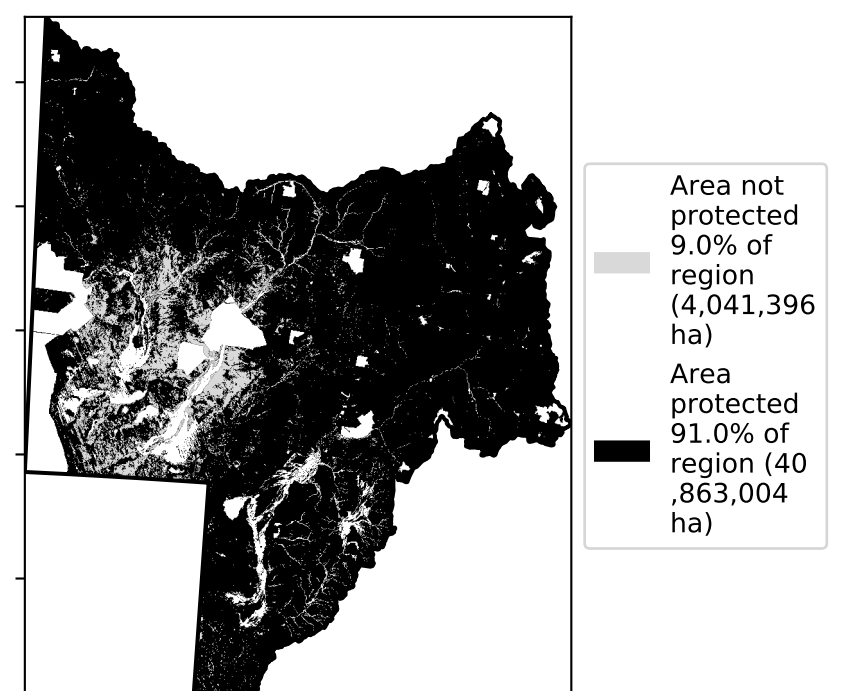 Area not
protected
9.0% of
region
(4,041,396
ha)
Area
protected
91.0% of
region (40
,863,004
ha)